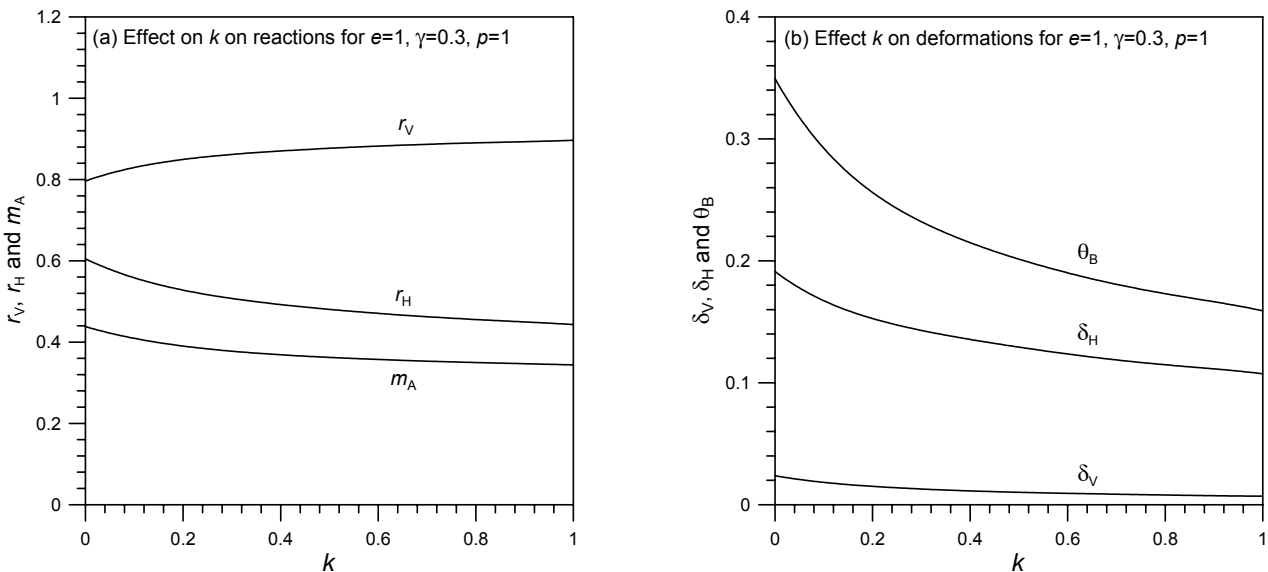 (a) Effect on k on reactions for e=1, γ=0.3, p=1
1.2
1
0.8
0.6
0.4
0.2
0
r_V, r_H and m_A
r_V
r_H
m_A
0 0.2 0.4 0.6 0.8 1
k
(b) Effect k on deformations for e=1, γ=0.3, p=1
0.4
0.3
0.2
0.1
0
δ_V, δ_H and θ_B
θ_B
δ_H
δ_V
0 0.2 0.4 0.6 0.8 1
k